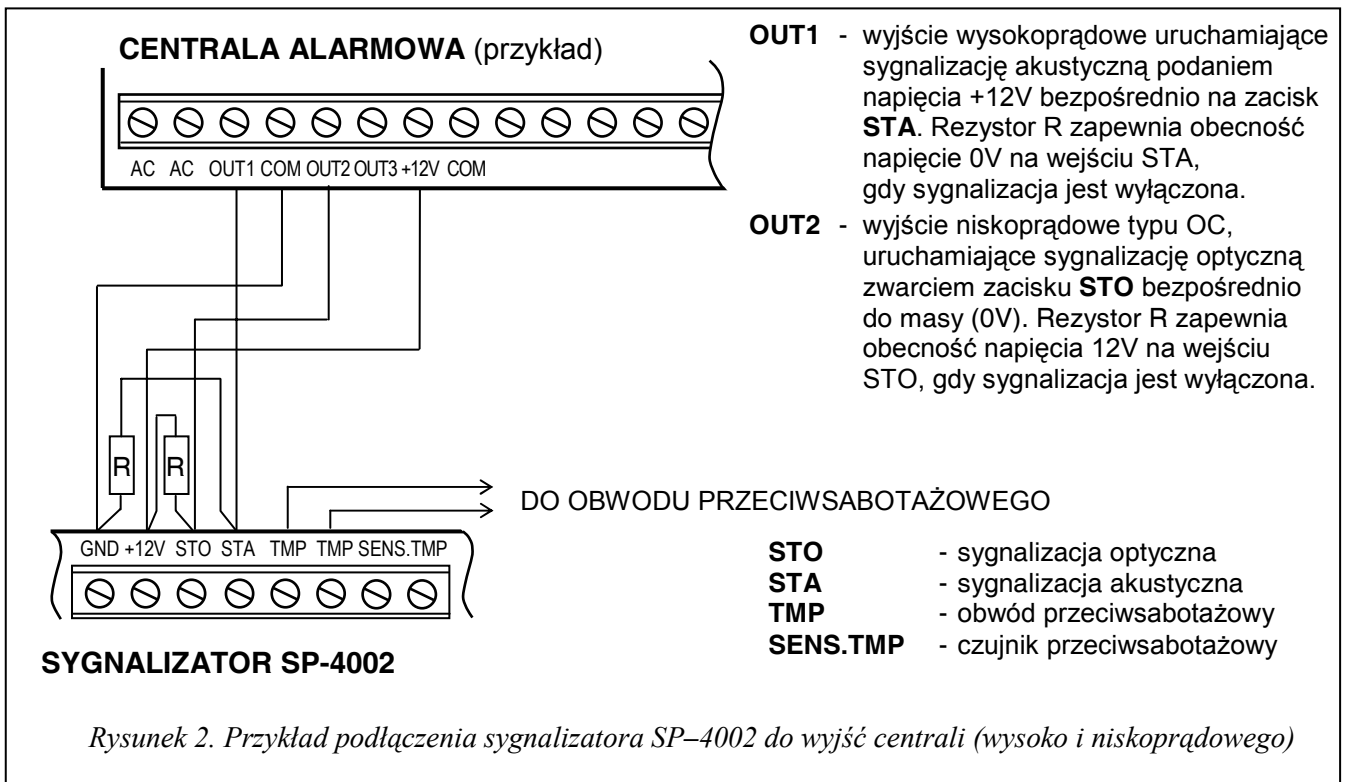 CENTRALA ALARMOWA (przykład)
AC AC OUT1 COM OUT2 OUT3 +12V COM
OUT1 - wyjście wysokoprądowe uruchamiające
sygnalizację akustyczną podaniem
napięcia +12V bezpośrednio na zacisk
STA. Rezystor R zapewnia obecność
napięcie 0V na wejściu STA,
gdy sygnalizacja jest wyłączona.
OUT2 - wyjście niskoprądowe typu OC,
uruchamiające sygnalizację optyczną
zwarciem zacisku STO bezpośrednio
do masy (0V). Rezystor R zapewnia
obecność napięcia 12V na wejściu
STO, gdy sygnalizacja jest wyłączona.
R R
DO OBWODU PRZECIWSABOTAŻOWEGO
GND +12V STO STA TMP TMP SENS.TMP
STO - sygnalizacja optyczna
STA - sygnalizacja akustyczna
TMP - obwód przeciwsabotażowy
SENS.TMP - czujnik przeciwsabotażowy
SYGNALIZATOR SP-4002
Rysunek 2. Przykład podłączenia sygnalizatora SP–4002 do wyjść centrali (wysoko i niskoprądowego)